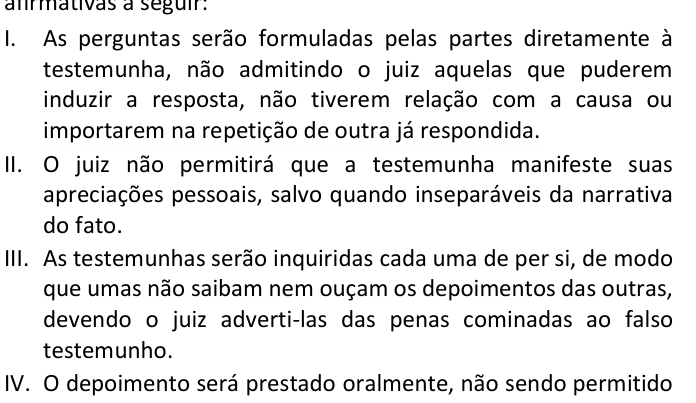 afirmativas a seguir:
I. As perguntas serão formuladas pelas partes diretamente à
testemunha, não admitindo o juiz aquelas que puderem
induzir a resposta, não tiverem relação com a causa ou
importarem na repetição de outra já respondida.
II. O juiz não permitirá que a testemunha manifeste suas
apreciações pessoais, salvo quando inseparáveis da narrativa
do fato.
III. As testemunhas serão inquiridas cada uma de per si, de modo
que umas não saibam nem ouçam os depoimentos das outras,
devendo o juiz adverti-las das penas cominadas ao falso
testemunho.
IV. O depoimento será prestado oralmente, não sendo permitido